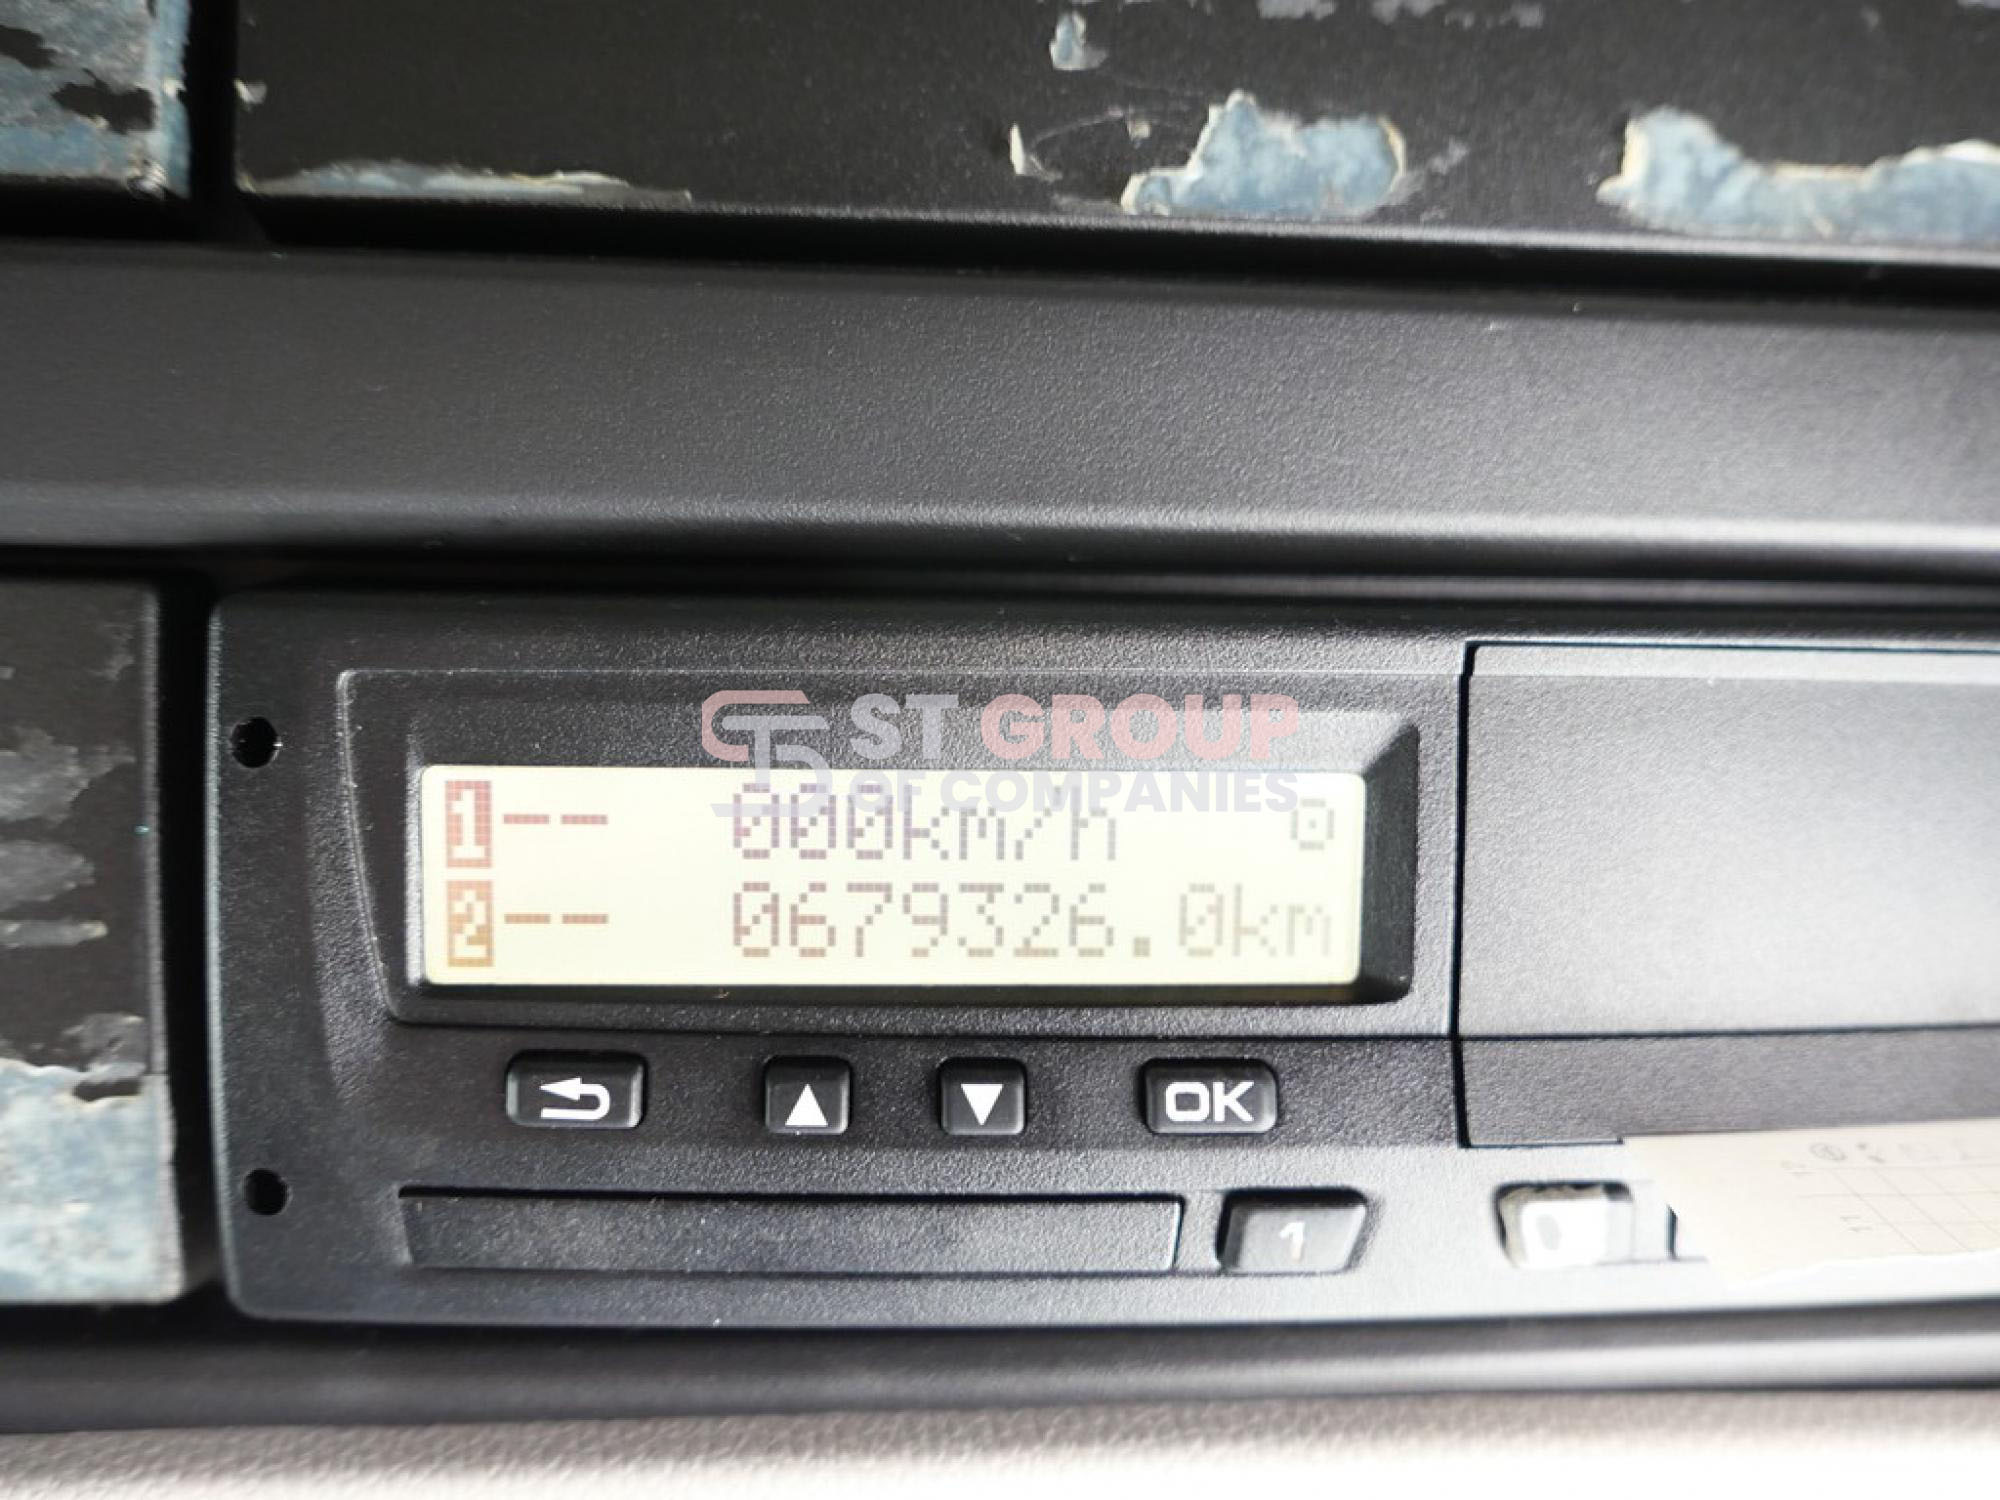 ST GROUP
OF COMPANIES
1 -- 000km/h
2 -- 0679326.0km
OK
1